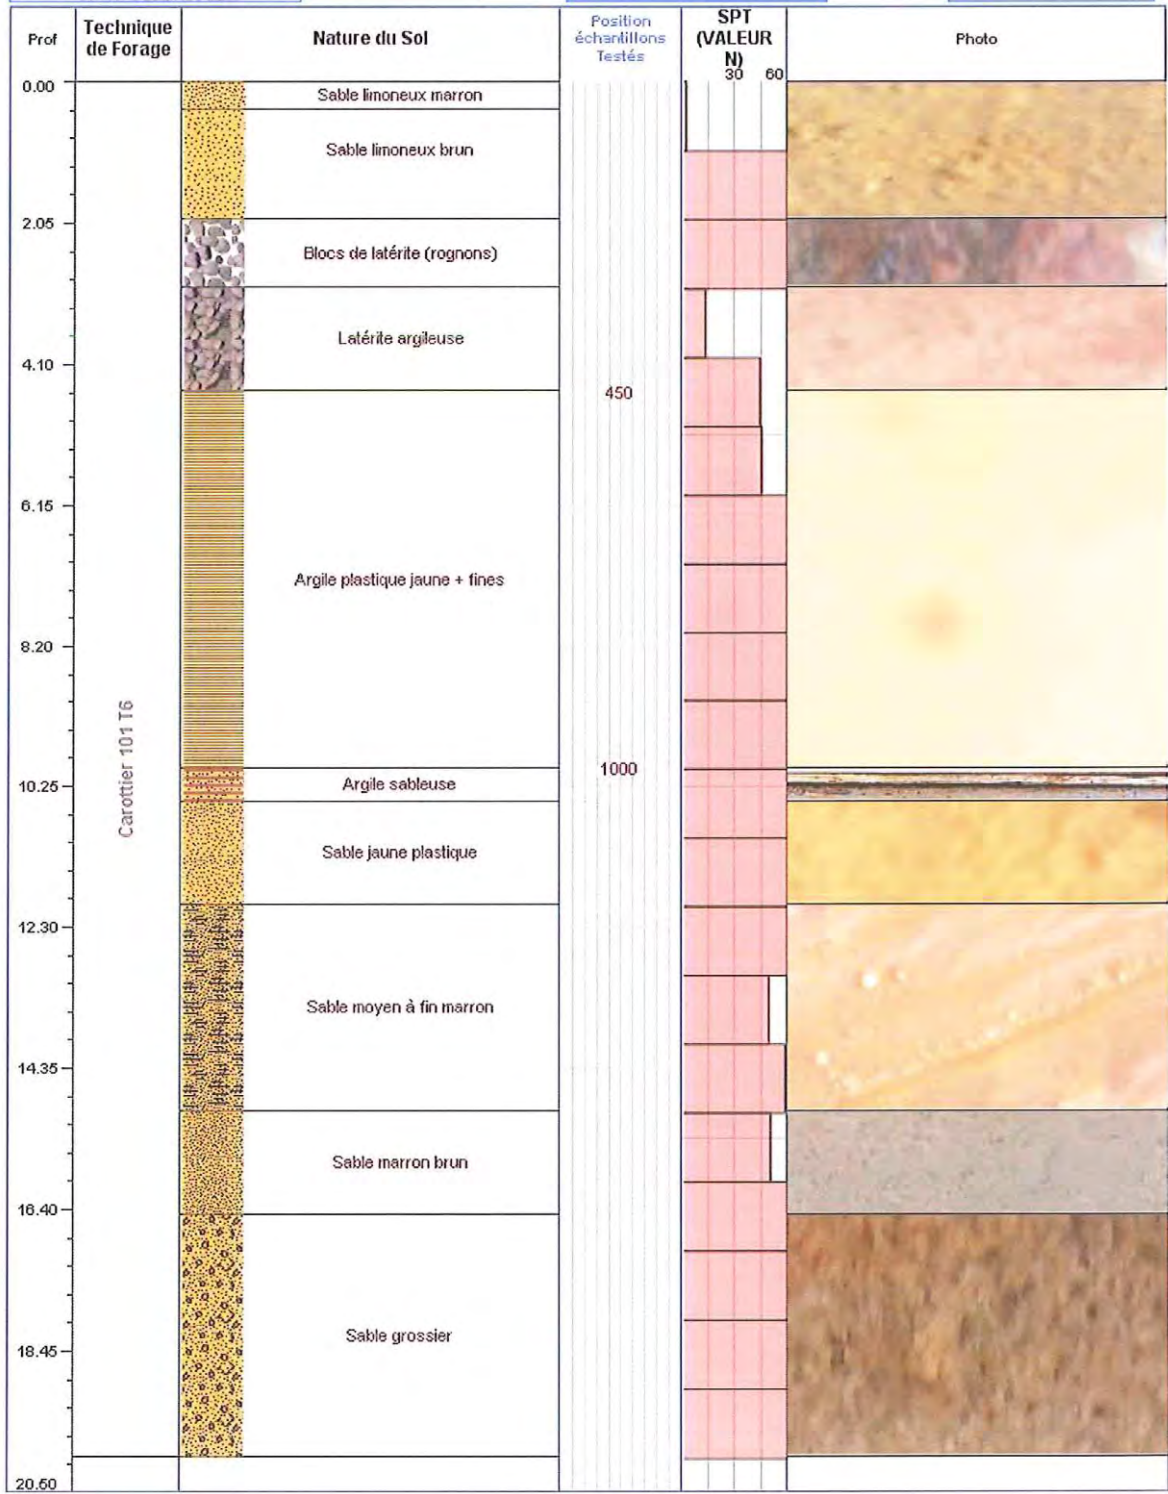 Prof
Technique
de Forage
Nature du Sol
Position
échantillons
Testés
SPT
(VALEUR
N)
30 60
Photo
0.00
Sable limoneux marron
Sable limoneux brun
2.05
Blocs de latérite (rognons)
Latérite argileuse
4.10
450
6.15
Argile plastique jaune + fines
8.20
Carottier 101 T6
1000
10.25
Argile sableuse
Sable jaune plastique
12.30
Sable moyen à fin marron
14.35
Sable marron brun
16.40
Sable grossier
18.45
20.50